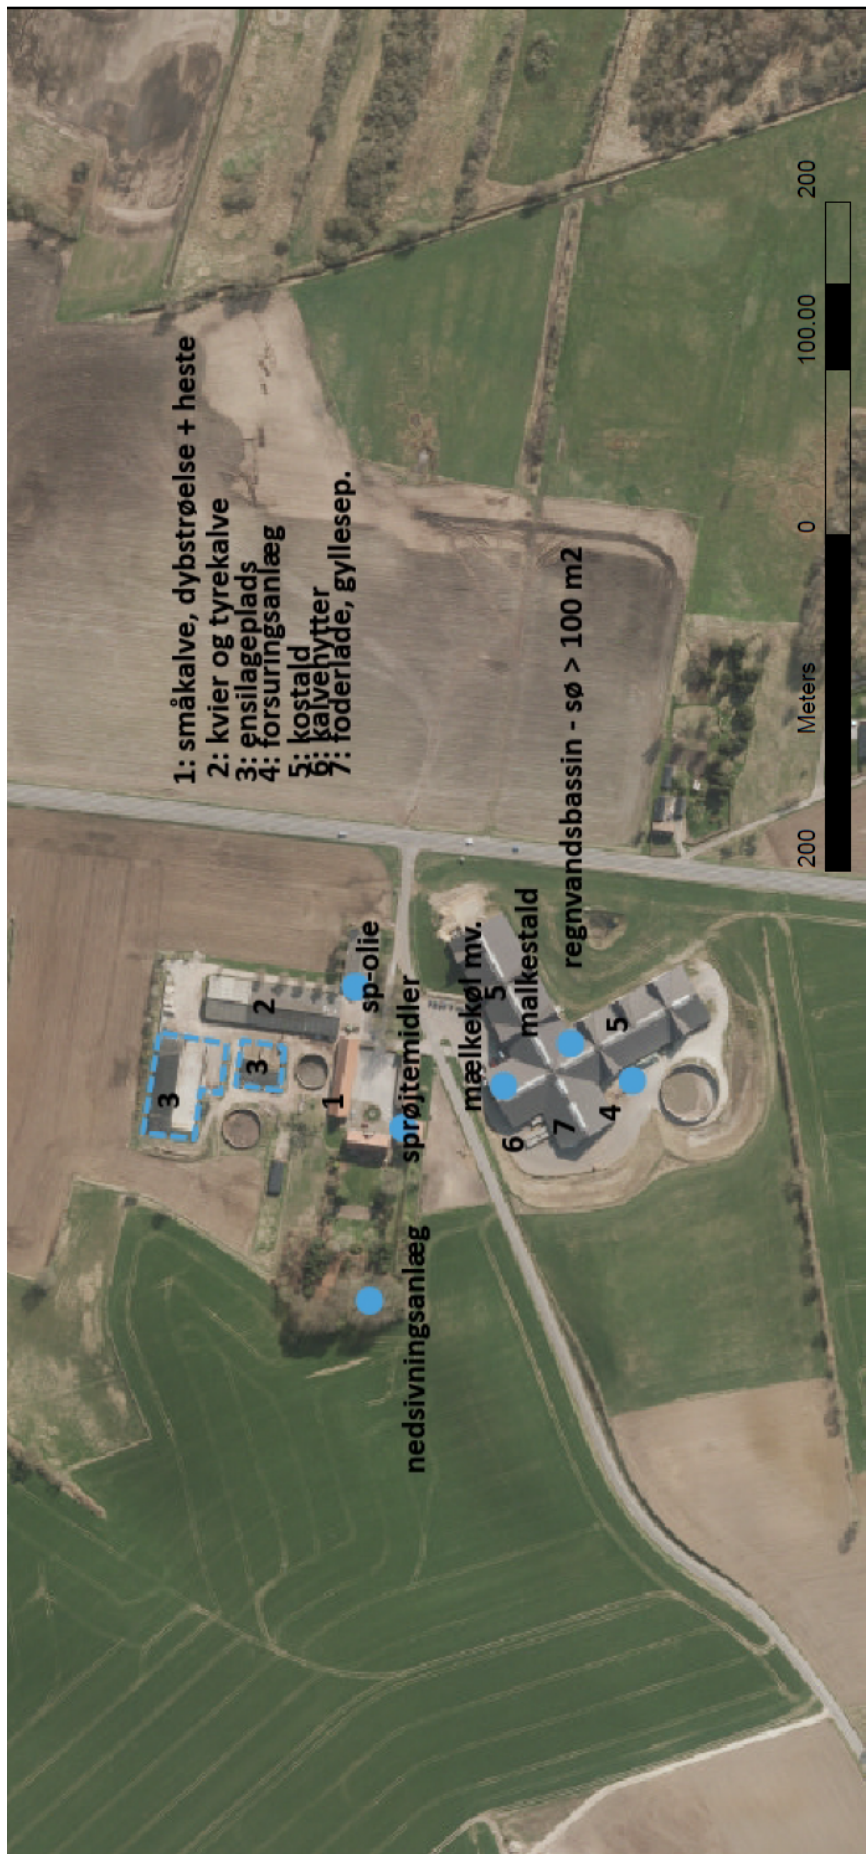 1: småkalve, dybstrøelse + heste
2: kvier og tyrekalve
3: ensilageplads
4: forsuringsanlæg
5: kostald
6: kalvehytter
7: foderlade, gyllesep.
3
3
2
1
sp-olie
sprøjtemidler
nedsivningsanlæg
mælkekøl mv.
5
malkestald
6
7
4
5
regnvandsbassin - sø > 100 m2
200 Meters 0 100.00 200